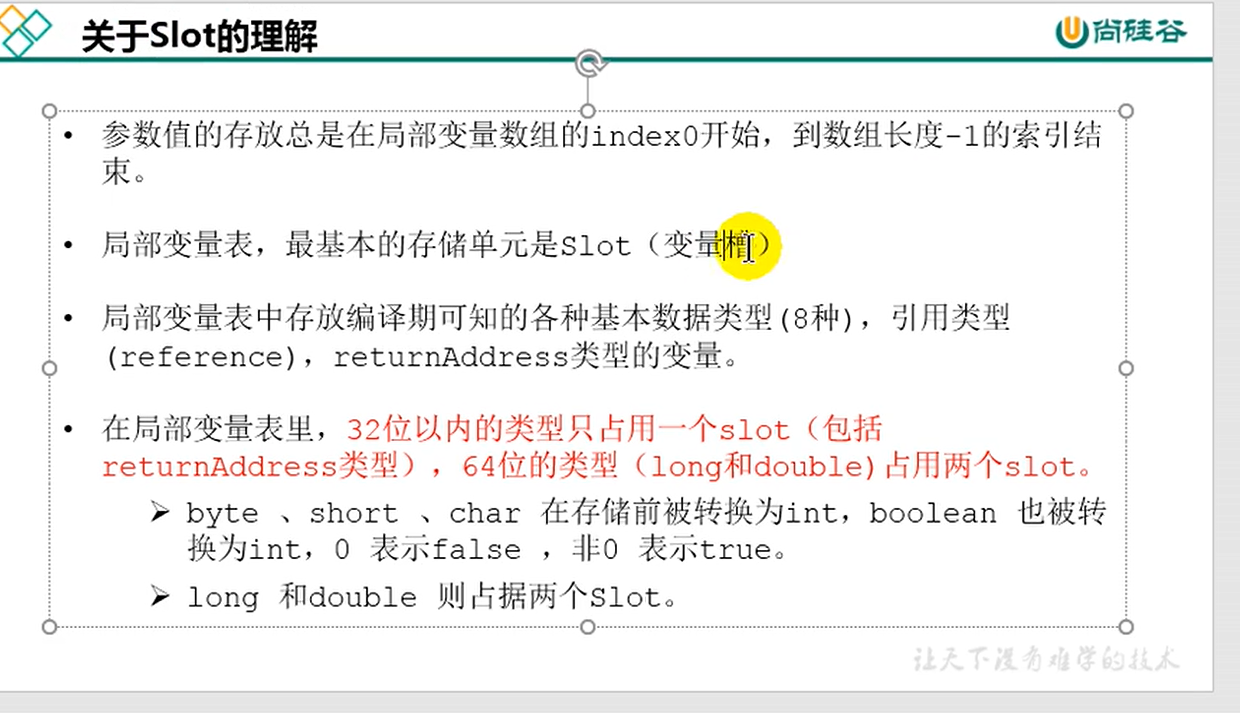 关于Slot的理解
尚硅谷
• 参数值的存放总是在局部变量数组的index0开始，到数组长度-1的索引结
束。
• 局部变量表，最基本的存储单元是Slot（变量槽）
• 局部变量表中存放编译期可知的各种基本数据类型(8种)，引用类型
(reference)，returnAddress类型的变量。
• 在局部变量表里，32位以内的类型只占用一个slot（包括
returnAddress类型），64位的类型（long和double)占用两个slot。
➢ byte 、short 、char 在存储前被转换为int，boolean 也被转
换为int，0 表示false ，非0 表示true。
➢ long 和double 则占据两个Slot。
让天下没有难学的技术